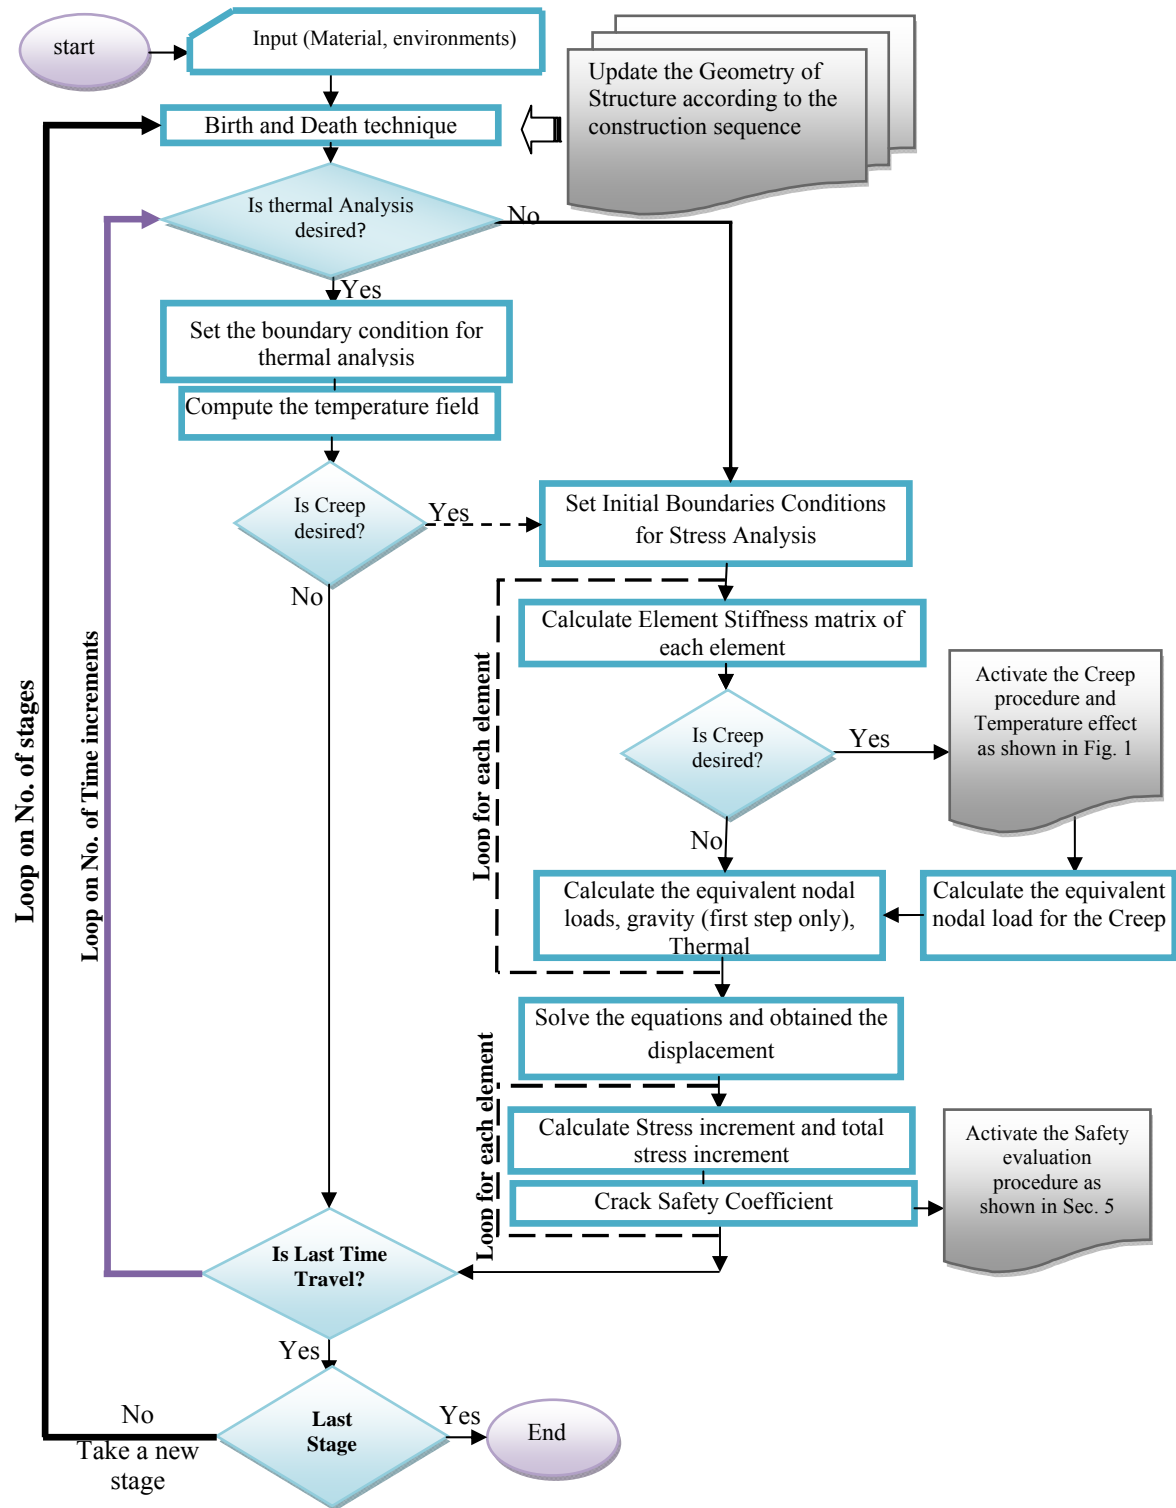 start
Input (Material, environments)
Update the Geometry of
Structure according to the
construction sequence
Birth and Death technique
Is thermal Analysis
desired?
No
Yes
Set the boundary condition for
thermal analysis
Compute the temperature field
Is Creep
desired?
Yes
No
Set Initial Boundaries Conditions
for Stress Analysis
Calculate Element Stiffness matrix of
each element
Is Creep
desired?
Yes
No
Activate the Creep
procedure and
Temperature effect
as shown in Fig. 1
Calculate the equivalent nodal
loads, gravity (first step only),
Thermal
Calculate the equivalent
nodal load for the Creep
Loop for each element
Solve the equations and obtained the
displacement
Calculate Stress increment and total
stress increment
Crack Safety Coefficient
Loop for each element
Activate the Safety
evaluation
procedure as
shown in Sec. 5
Loop on No. of stages
Loop on No. of Time increments
Is Last Time
Travel?
Yes
Last
Stage
No
Take a new
stage
Yes
End